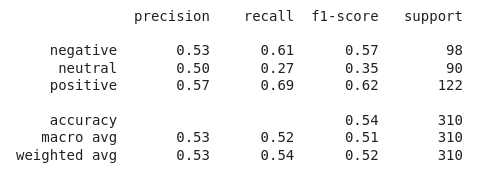 precision recall f1-score support
negative 0.53 0.61 0.57 98
neutral 0.50 0.27 0.35 90
positive 0.57 0.69 0.62 122
accuracy 0.54 310
macro avg 0.53 0.52 0.51 310
weighted avg 0.53 0.54 0.52 310